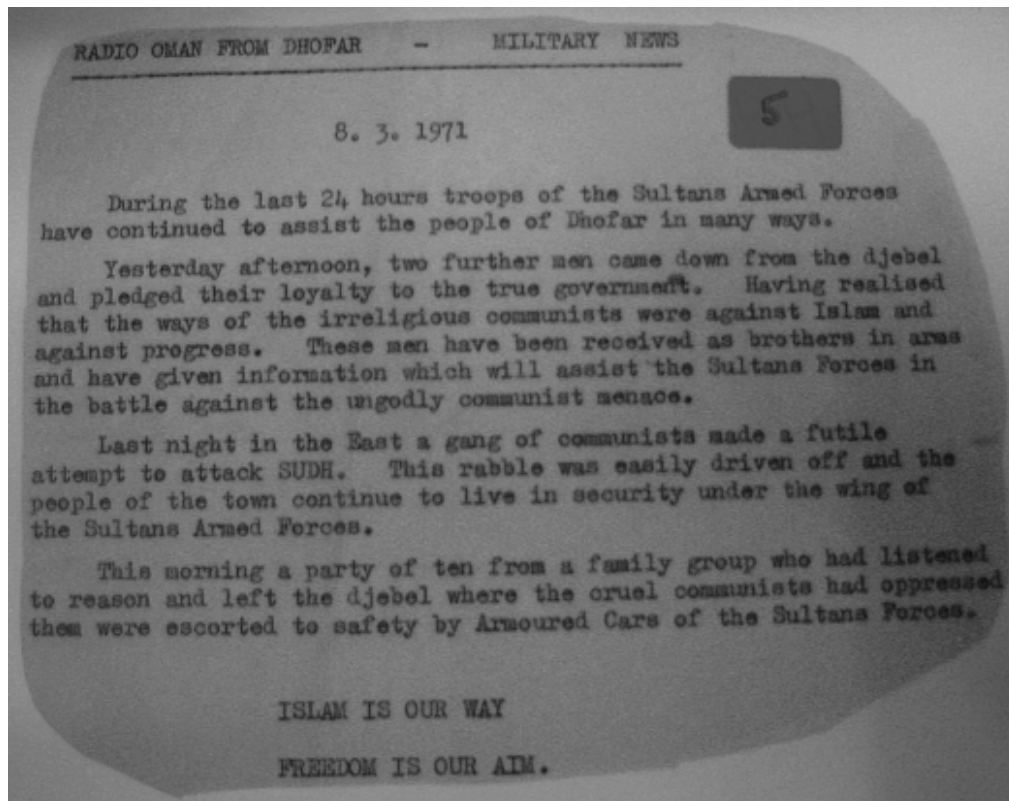 RADIO OMAN FROM DHOFAR - MILITARY NEWS
5
8. 3. 1971
During the last 24 hours troops of the Sultans Armed Forces
have continued to assist the people of Dhofar in many ways.
Yesterday afternoon, two further men came down from the djebel
and pledged their loyalty to the true government. Having realised
that the ways of the irreligious communists were against Islam and
against progress. These men have been received as brothers in arms
and have given information which will assist the Sultans Forces in
the battle against the ungodly communist menace.
Last night in the East a gang of communists made a futile
attempt to attack SUDH. This rabble was easily driven off and the
people of the town continue to live in security under the wing of
the Sultans Armed Forces.
This morning a party of ten from a family group who had listened
to reason and left the djebel where the cruel communists had oppressed
them were escorted to safety by Armoured Cars of the Sultans Forces.
ISLAM IS OUR WAY
FREEDOM IS OUR AIM.